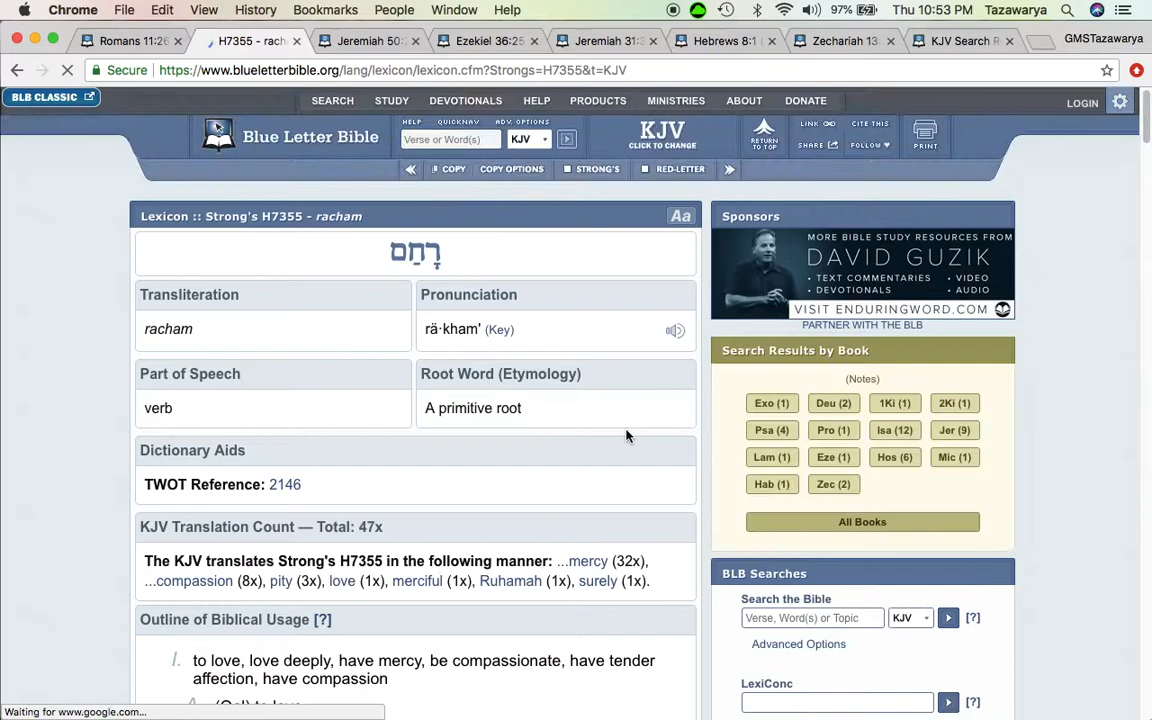 Chrome File Edit View History Bookmarks People Window Help 97% Thu 10:53 PM Tazawarya
Romans 11:26 H7355 - rach Jeremiah 50: Ezekiel 36:25 Jeremiah 31:3 Hebrews 8:1 ( Zechariah 13 KJV Search R GMSTazawarya
Secure https://www.blueletterbible.org/lang/lexicon/lexicon.cfm?Strongs=H7355&t=KJV
BLB CLASSIC
SEARCH STUDY DEVOTIONALS HELP PRODUCTS MINISTRIES ABOUT DONATE LOGIN
HELP QUICKNAV ADV. OPTIONS
Blue Letter Bible Verse or Word(s) KJV
KJV
CLICK TO CHANGE
RETURN
TO TOP
LINK CITE THIS
SHARE FOLLOW
PRINT
COPY COPY OPTIONS STRONG'S RED-LETTER
Lexicon :: Strong's H7355 - racham Aa
רָחַם
Transliteration
racham
Pronunciation
rä·kham' (Key)
Part of Speech
verb
Root Word (Etymology)
A primitive root
Dictionary Aids
TWOT Reference: 2146
KJV Translation Count — Total: 47x
The KJV translates Strong's H7355 in the following manner: ...mercy (32x),
...compassion (8x), pity (3x), love (1x), merciful (1x), Ruhamah (1x), surely (1x).
Outline of Biblical Usage [?]
I. to love, love deeply, have mercy, be compassionate, have tender
affection, have compassion
A. (Qal) to love
Sponsors
MORE BIBLE STUDY RESOURCES FROM
DAVID GUZIK
• TEXT COMMENTARIES • VIDEO
• DEVOTIONALS • AUDIO
VISIT ENDURINGWORD.COM
PARTNER WITH THE BLB
Search Results by Book
(Notes)
Exo (1) Deu (2) 1Ki (1) 2Ki (1)
Psa (4) Pro (1) Isa (12) Jer (9)
Lam (1) Eze (1) Hos (6) Mic (1)
Hab (1) Zec (2)
All Books
BLB Searches
Search the Bible
Verse, Word(s) or Topic KJV [?]
Advanced Options
LexiConc
[?]
Waiting for www.google.com...